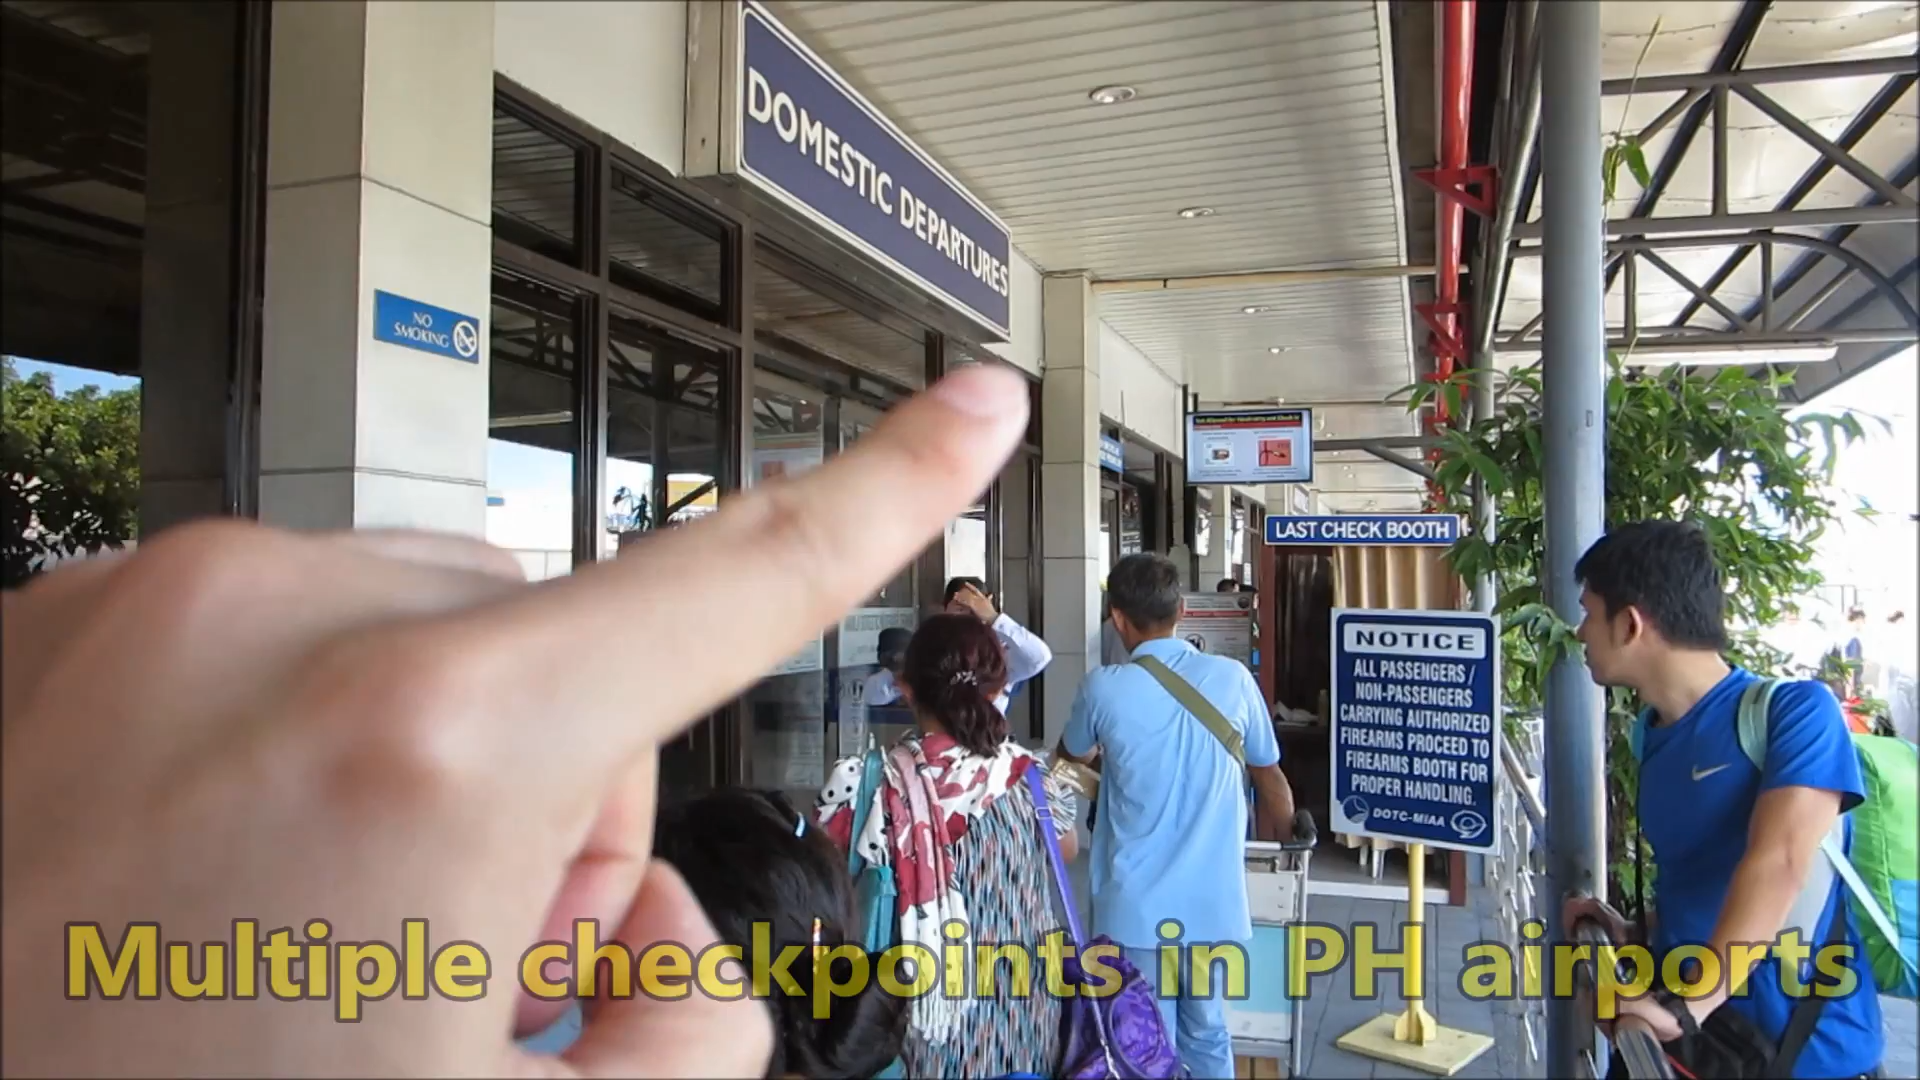 DOMESTIC DEPARTURES
NO
SMOKING
LAST CHECK BOOTH
NOTICE
ALL PASSENGERS /
NON-PASSENGERS
CARRYING AUTHORIZED
FIREARMS PROCEED TO
FIREARMS BOOTH FOR
PROPER HANDLING.
DOTC-MIAA
Multiple checkpoints in PH airports